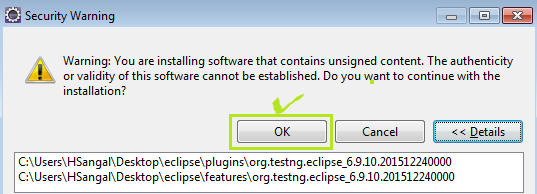 Security Warning
Warning: You are installing software that contains unsigned content. The authenticity
or validity of this software cannot be established. Do you want to continue with the
installation?
OK
Cancel
<< Details
C:\Users\HSangal\Desktop\eclipse\plugins\org.testng.eclipse_6.9.10.201512240000
C:\Users\HSangal\Desktop\eclipse\features\org.testng.eclipse_6.9.10.201512240000